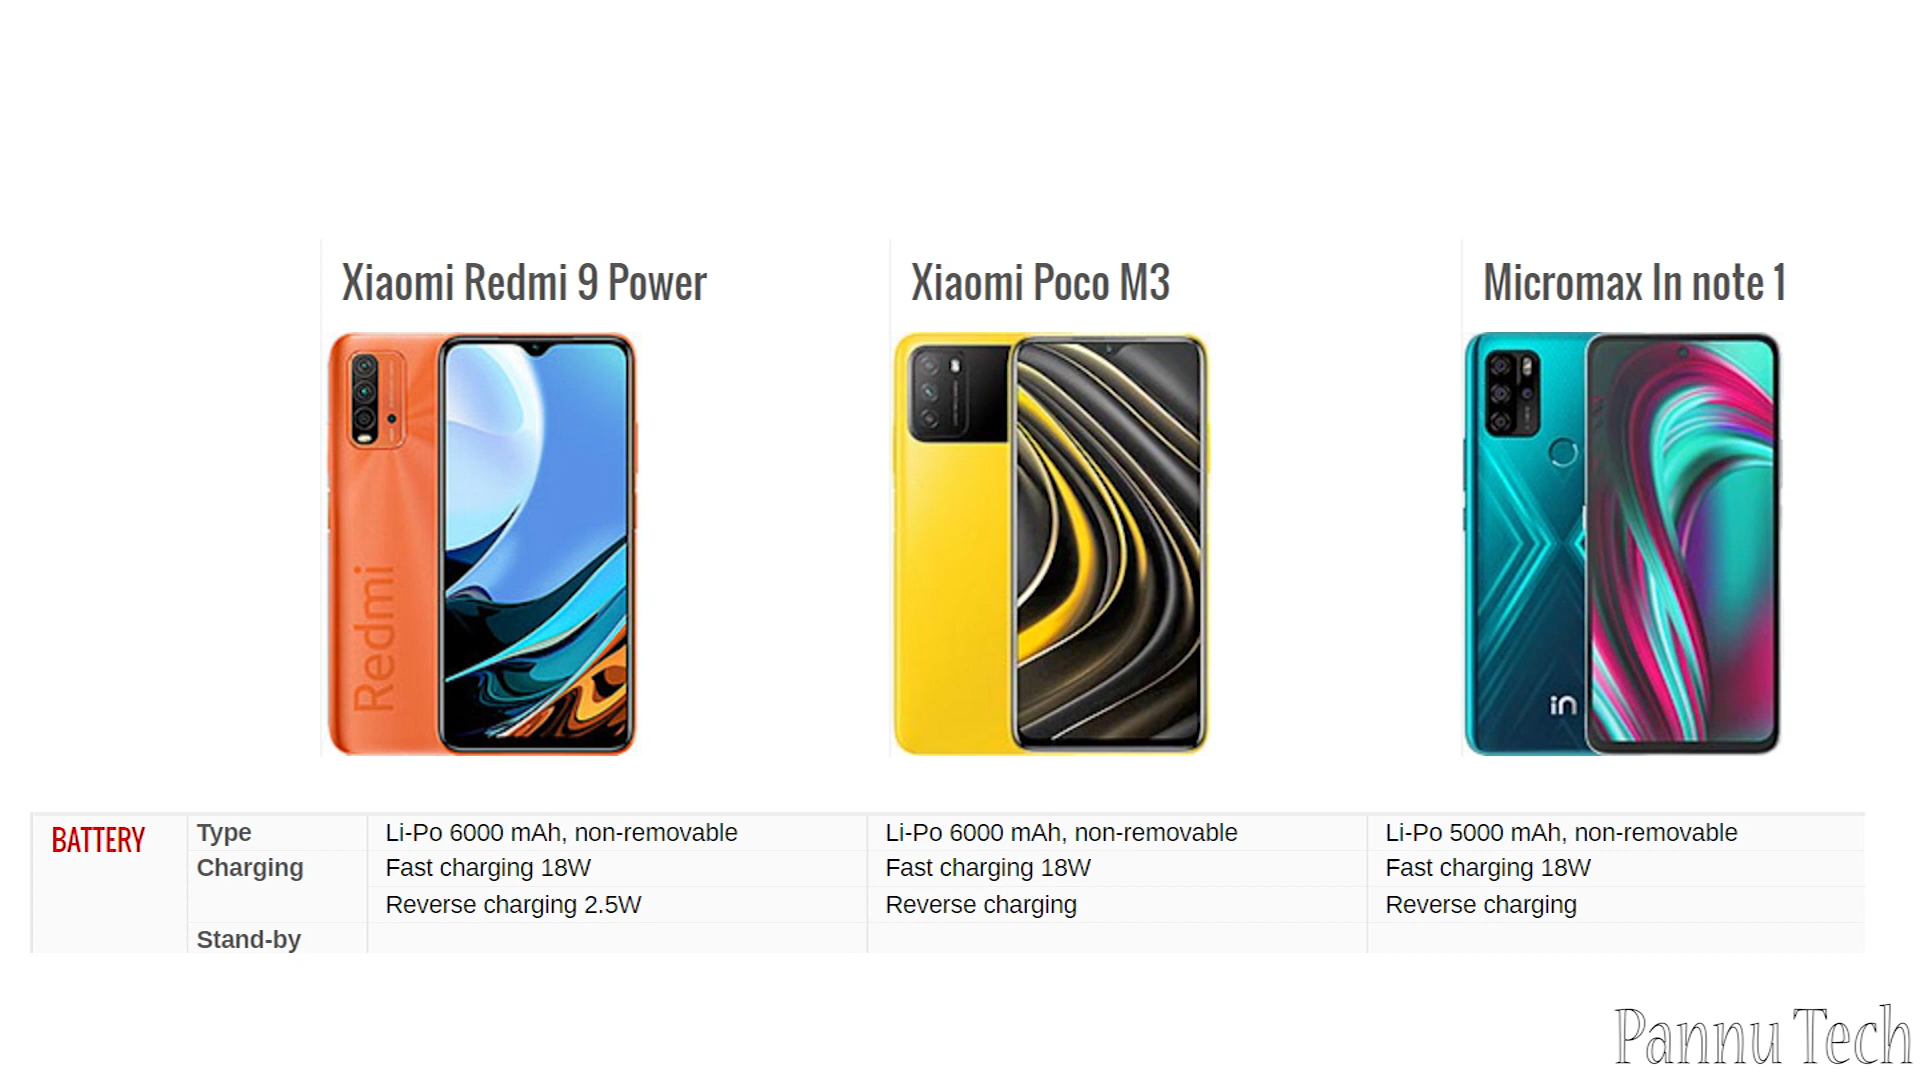 Xiaomi Redmi 9 Power Xiaomi Poco M3 Micromax In note 1
Redmi
in
BATTERY Type Li-Po 6000 mAh, non-removable Li-Po 6000 mAh, non-removable Li-Po 5000 mAh, non-removable
Charging Fast charging 18W Fast charging 18W Fast charging 18W
Reverse charging 2.5W Reverse charging Reverse charging
Stand-by
Pannu Tech